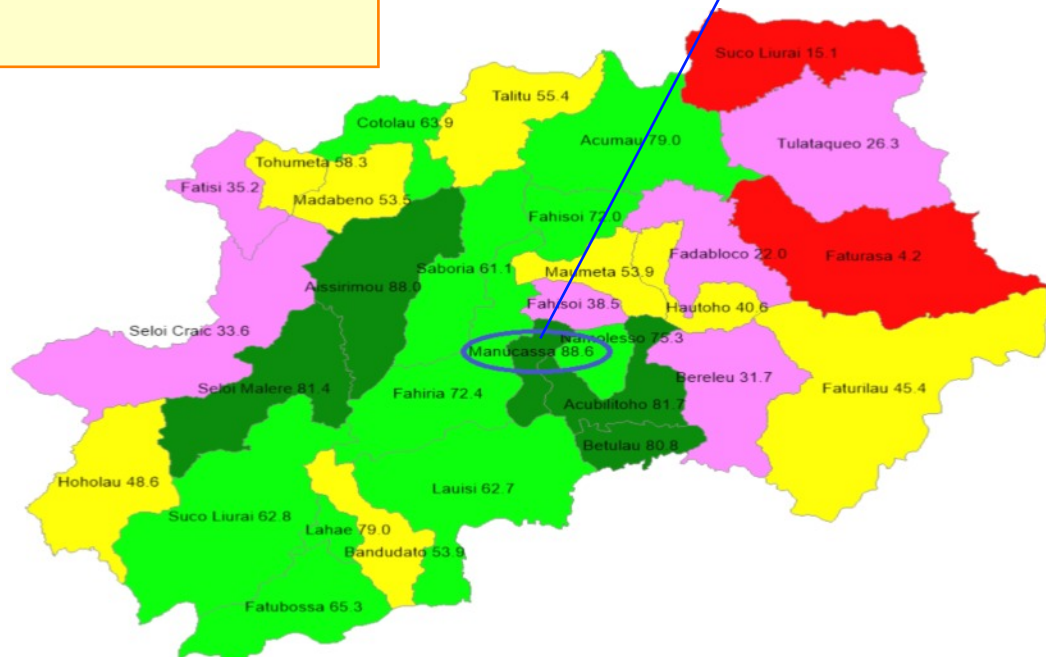 Suco Liurai 15.1
Talitu 55.4
Cotolau 63.9
Acumau 79.0
Tulataqueo 26.3
Tohumeta 58.3
Fatisi 35.2
Madabeno 53.5
Fahisoi 72.0
Fadabloco 22.0
Faturasa 4.2
Saboria 61.1
Maumeta 53.9
Aissirimou 88.0
Fahisoi 38.5
Hautoho 40.6
Seloi Craic 33.6
Namolesso 75.3
Manucassa 88.6
Bereleu 31.7
Seloi Malere 81.4
Fahiria 72.4
Faturilau 45.4
Acubilitoho 81.7
Betulau 80.8
Hoholau 48.6
Lauisi 62.7
Suco Liurai 62.8
Lahae 79.0
Bandudato 53.9
Fatubossa 65.3